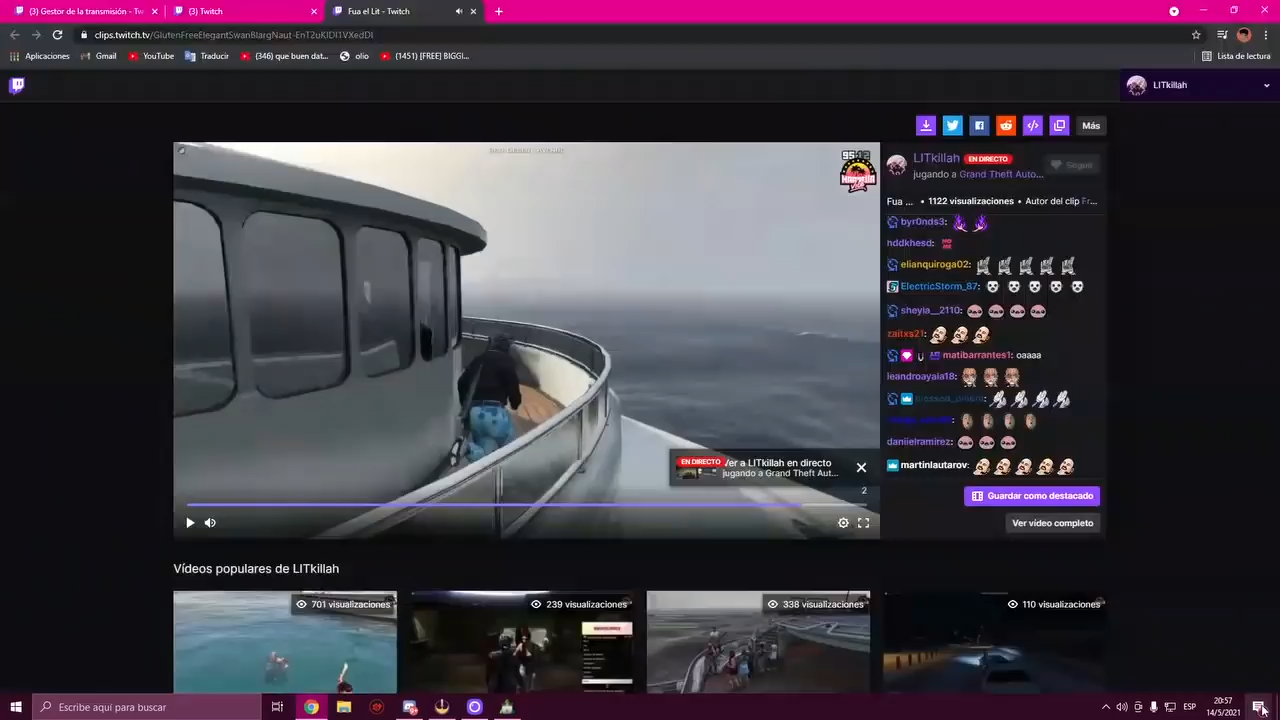 (3) Gestor de la transmisión - Tw
(3) Twitch
Fua el Lit - Twitch
clips.twitch.tv/GlutenFreeElegantSwanBlargNaut-EnT2uKIDI1VXedDI
Aplicaciones
Gmail
YouTube
Traducir
(346) que buen dat...
olio
(1451) [FREE] BIGGI...
Lista de lectura
LITkillah
Más
LITkillah EN DIRECTO
Seguir
jugando a Grand Theft Auto...
Fua ... • 1122 visualizaciones • Autor del clip Fr...
byr0nds3:
hddkhesd:
elianquiroga02:
ElectricStorm_87:
sheyla__2110:
zaitxs21:
matibarrantes1: oaaaa
leandroayala18:
daniielramirez:
martinlautarov:
EN DIRECTO
Ver a LITkillah en directo
jugando a Grand Theft Aut...
2
Guardar como destacado
Ver vídeo completo
Vídeos populares de LITkillah
701 visualizaciones
239 visualizaciones
338 visualizaciones
110 visualizaciones
Escribe aquí para buscar
ESP
20:57
14/5/2021